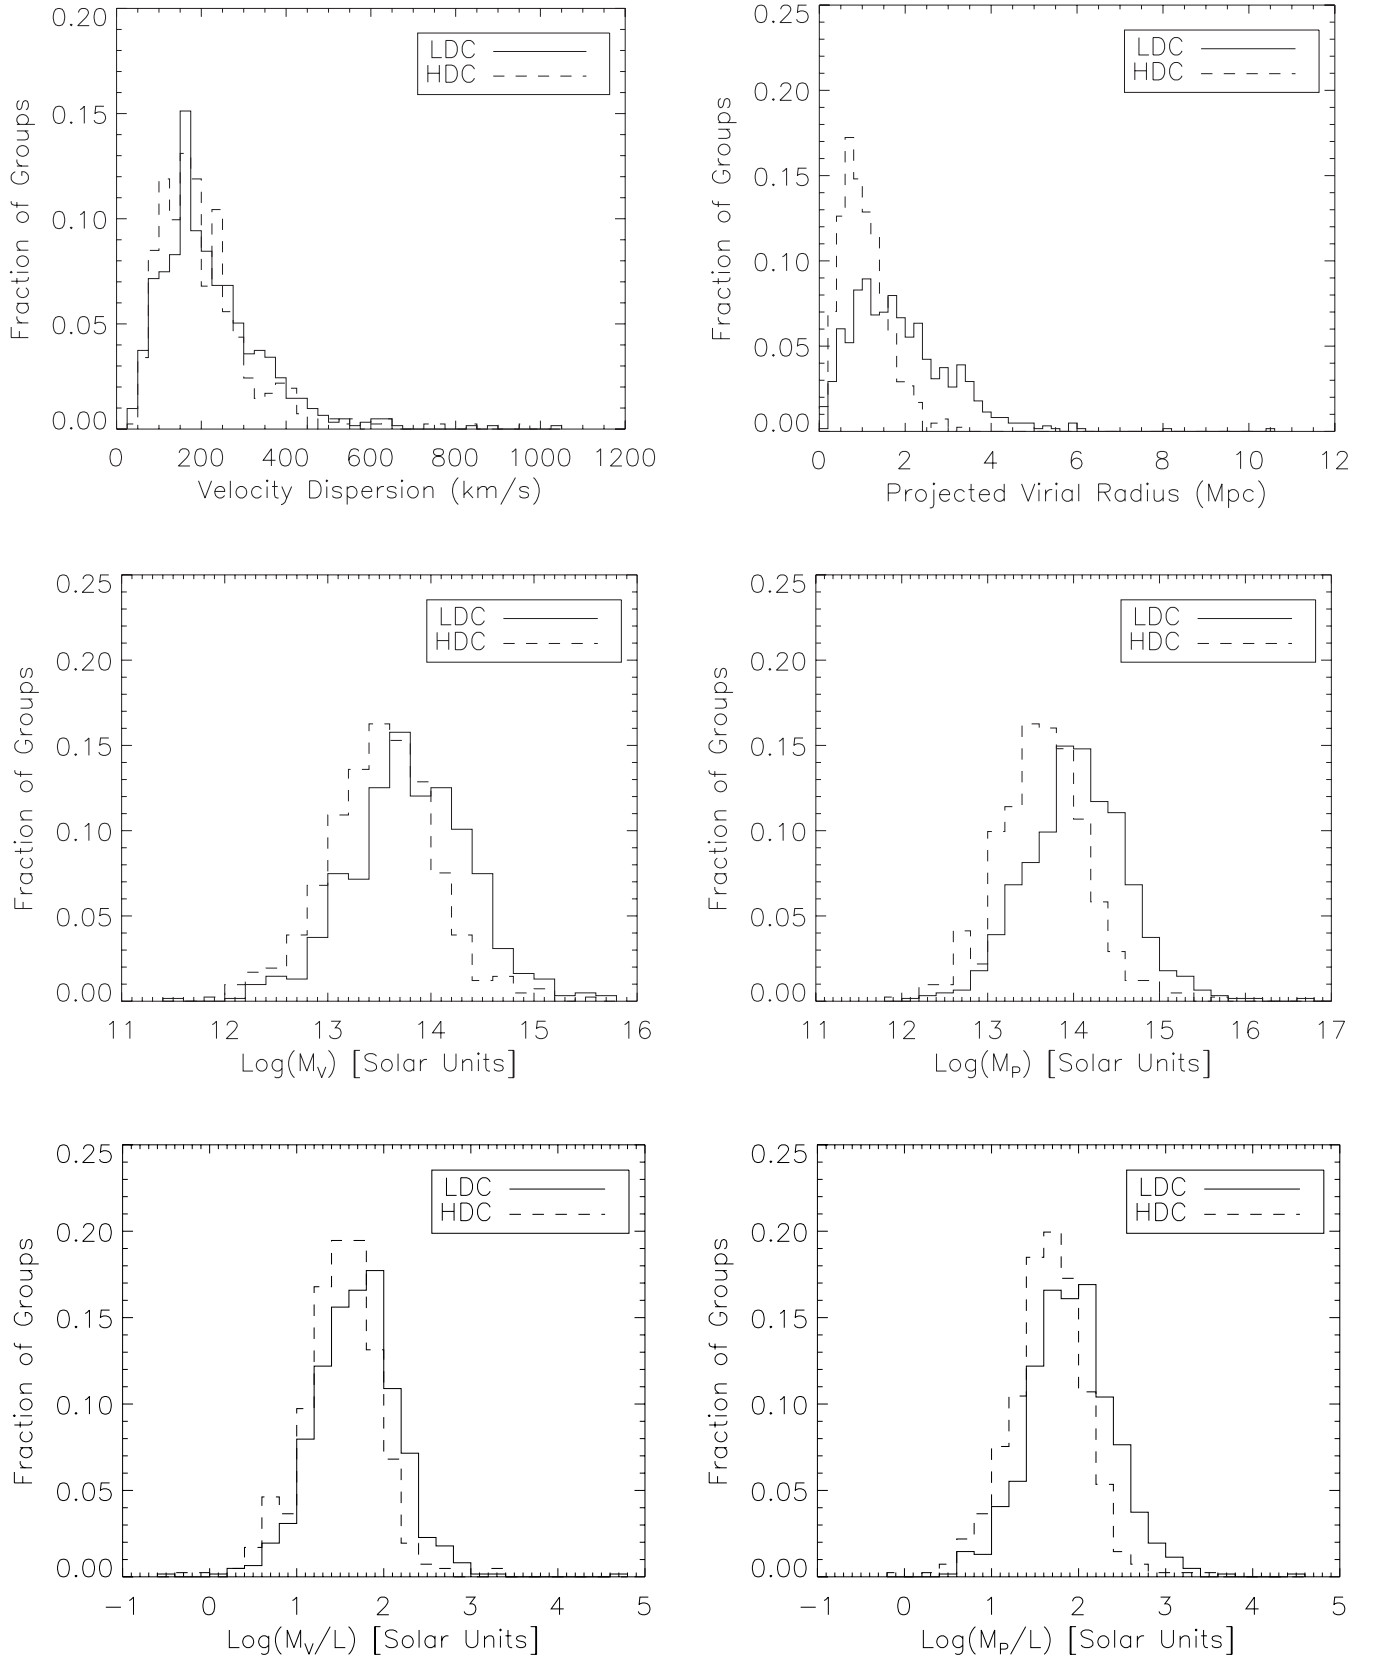 0.20
0.15
0.10
0.05
0.00
Fraction of Groups
LDC
HDC
0 200 400 600 800 1000 1200
Velocity Dispersion (km/s)
0.25
0.20
0.15
0.10
0.05
0.00
Fraction of Groups
LDC
HDC
0 2 4 6 8 10 12
Projected Virial Radius (Mpc)
0.25
0.20
0.15
0.10
0.05
0.00
Fraction of Groups
LDC
HDC
11 12 13 14 15 16
Log(M_V) [Solar Units]
0.25
0.20
0.15
0.10
0.05
0.00
Fraction of Groups
LDC
HDC
11 12 13 14 15 16 17
Log(M_P) [Solar Units]
0.25
0.20
0.15
0.10
0.05
0.00
Fraction of Groups
LDC
HDC
−1 0 1 2 3 4 5
Log(M_V/L) [Solar Units]
0.25
0.20
0.15
0.10
0.05
0.00
Fraction of Groups
LDC
HDC
−1 0 1 2 3 4 5
Log(M_P/L) [Solar Units]